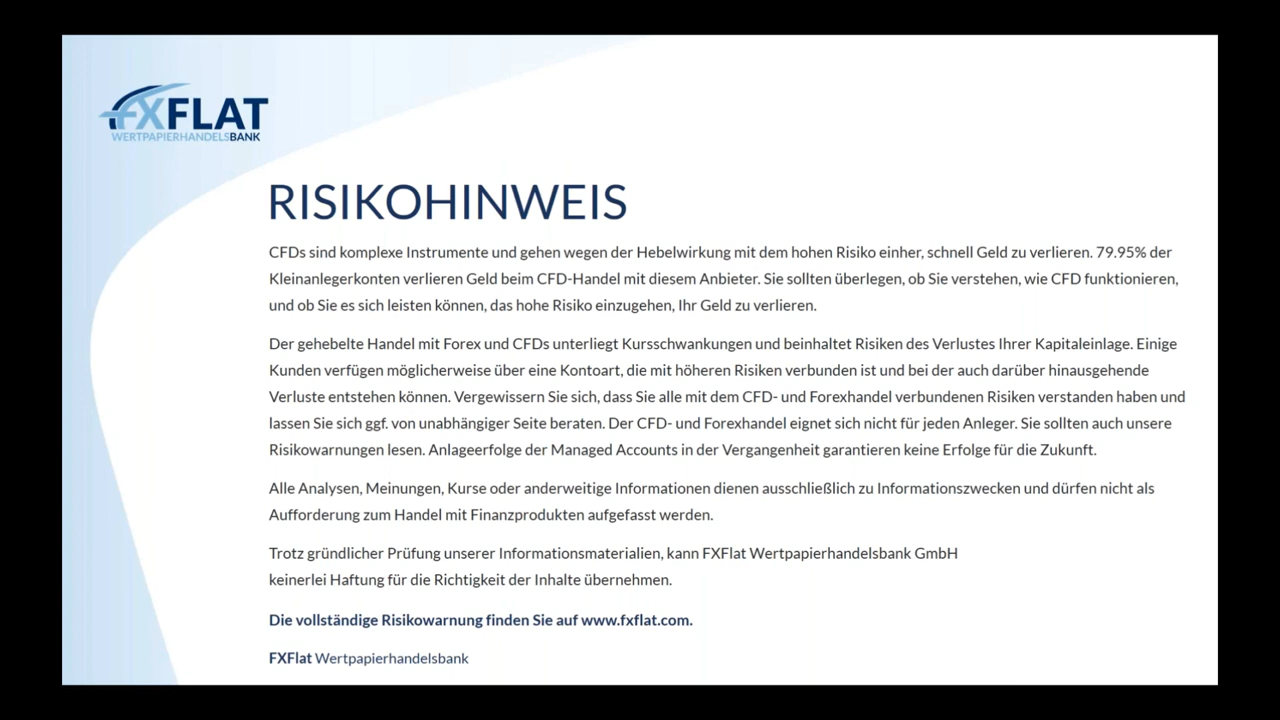 FXFLAT
WERTPAPIERHANDELSBANK
RISIKOHINWEIS
CFDs sind komplexe Instrumente und gehen wegen der Hebelwirkung mit dem hohen Risiko einher, schnell Geld zu verlieren. 79.95% der
Kleinanlegerkonten verlieren Geld beim CFD-Handel mit diesem Anbieter. Sie sollten überlegen, ob Sie verstehen, wie CFD funktionieren,
und ob Sie es sich leisten können, das hohe Risiko einzugehen, Ihr Geld zu verlieren.
Der gehebelte Handel mit Forex und CFDs unterliegt Kursschwankungen und beinhaltet Risiken des Verlustes Ihrer Kapitaleinlage. Einige
Kunden verfügen möglicherweise über eine Kontoart, die mit höheren Risiken verbunden ist und bei der auch darüber hinausgehende
Verluste entstehen können. Vergewissern Sie sich, dass Sie alle mit dem CFD- und Forexhandel verbundenen Risiken verstanden haben und
lassen Sie sich ggf. von unabhängiger Seite beraten. Der CFD- und Forexhandel eignet sich nicht für jeden Anleger. Sie sollten auch unsere
Risikowarnungen lesen. Anlageerfolge der Managed Accounts in der Vergangenheit garantieren keine Erfolge für die Zukunft.
Alle Analysen, Meinungen, Kurse oder anderweitige Informationen dienen ausschließlich zu Informationszwecken und dürfen nicht als
Aufforderung zum Handel mit Finanzprodukten aufgefasst werden.
Trotz gründlicher Prüfung unserer Informationsmaterialien, kann FXFlat Wertpapierhandelsbank GmbH
keinerlei Haftung für die Richtigkeit der Inhalte übernehmen.
Die vollständige Risikowarnung finden Sie auf www.fxflat.com.
FXFlat Wertpapierhandelsbank